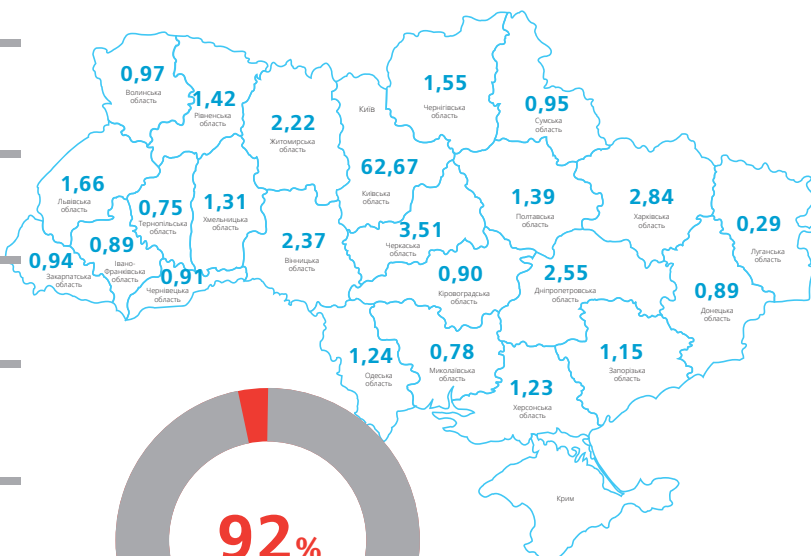 0,97
Волинська
область
1,42
Рівненська
область
2,22
Житомирська
область
Київ
1,55
Чернігівська
область
0,95
Сумська
область
62,67
Київська
область
1,66
Львівська
область
0,75
Тернопільська
область
1,31
Хмельницька
область
2,37
Вінницька
область
3,51
Черкаська
область
1,39
Полтавська
область
2,84
Харківська
область
0,29
Луганська
область
0,94
Закарпатська
область
0,89
Івано-
Франківська
область
0,91
Чернівецька
область
0,90
Кіровоградська
область
2,55
Дніпропетровська
область
0,89
Донецька
область
1,24
Одеська
область
0,78
Миколаївська
область
1,23
Херсонська
область
1,15
Запорізька
область
Крим
92%